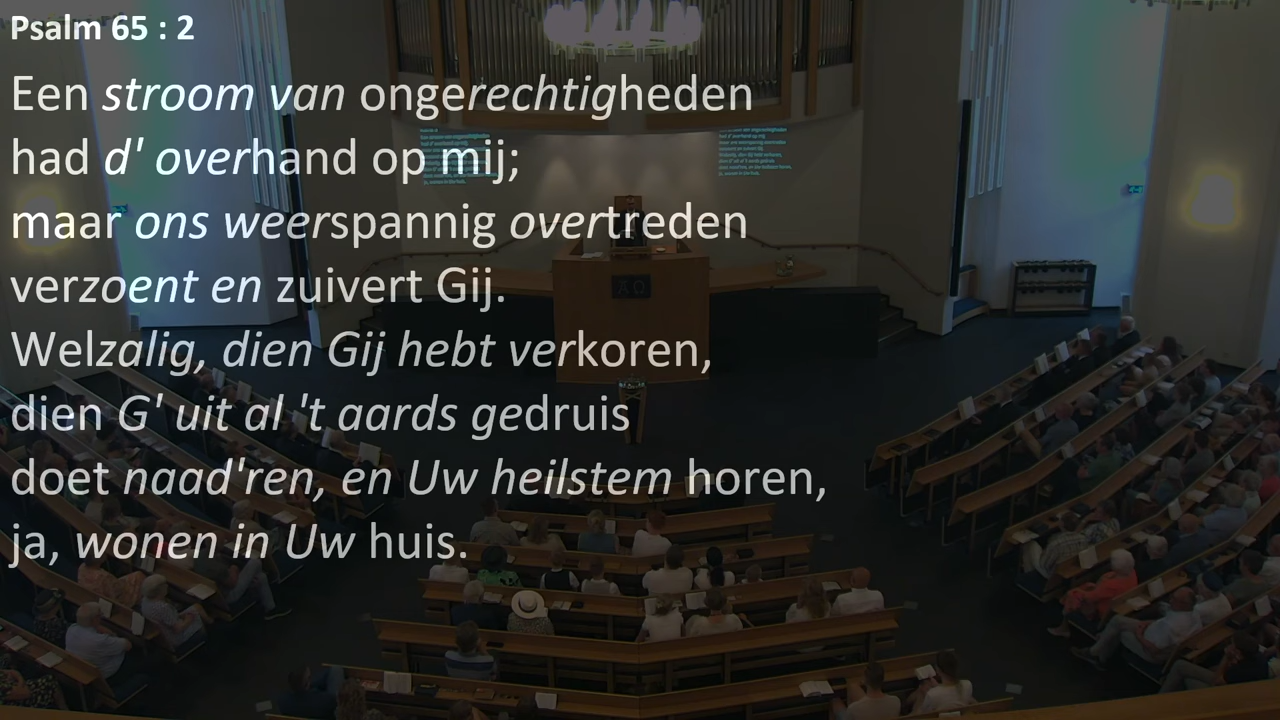 Psalm 65 : 2
Een stroom van ongerechtigheden
had d' overhand op mij;
maar ons weerspannig overtreden
verzoent en zuivert Gij.
Welzalig, dien Gij hebt verkoren,
dien G' uit al 't aards gedruis
doet naad'ren, en Uw heilstem horen,
ja, wonen in Uw huis.